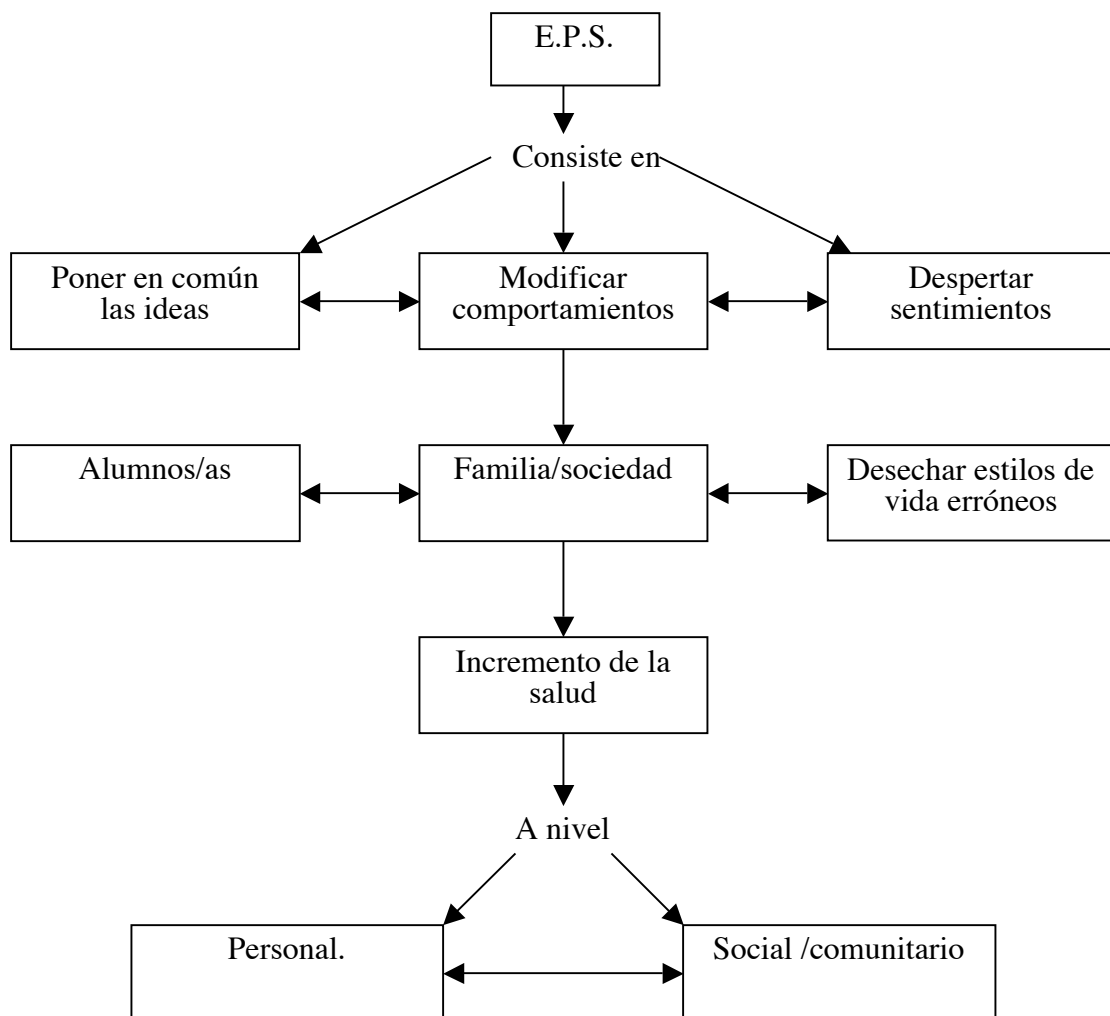 E.P.S.
Consiste en
Poner en común
las ideas
Modificar
comportamientos
Despertar
sentimientos
Alumnos/as
Familia/sociedad
Desechar estilos de
vida erróneos
Incremento de la
salud
A nivel
Personal.
Social /comunitario